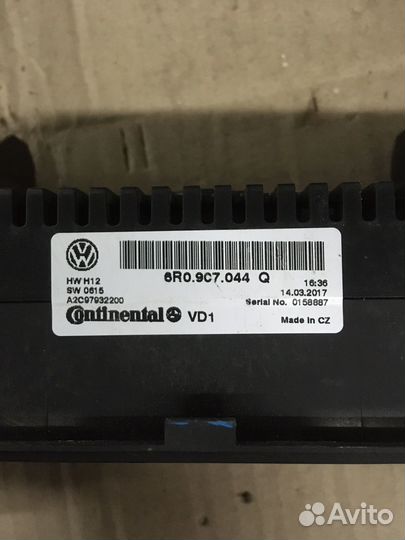 6R0.907.044 Q
HW H12
16:36
SW 0615
14.03.2017
A2C97932200
Serial No. 0158887
Continental VD1
Made in CZ
Avito